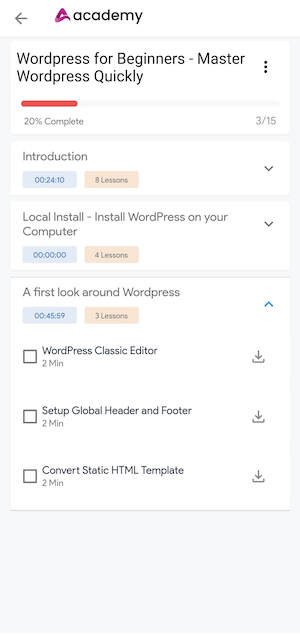 academy
Wordpress for Beginners - Master
Wordpress Quickly
20% Complete
3/15
Introduction
00:24:10
8 Lessons
Local Install - Install WordPress on your
Computer
00:00:00
4 Lessons
A first look around Wordpress
00:45:59
3 Lessons
WordPress Classic Editor
2 Min
Setup Global Header and Footer
2 Min
Convert Static HTML Template
2 Min